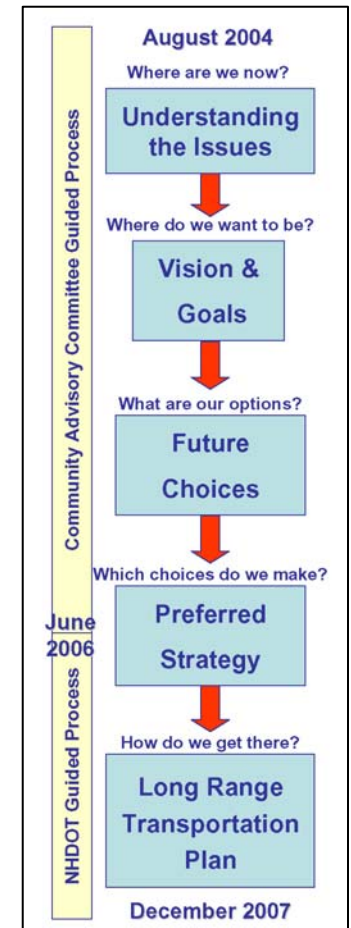 August 2004
Where are we now?
Understanding
the Issues
Where do we want to be?
Vision &
Goals
What are our options?
Future
Choices
Which choices do we make?
Preferred
Strategy
How do we get there?
Long Range
Transportation
Plan
December 2007
Community Advisory Committee Guided Process
June
2006
NHDOT Guided Process